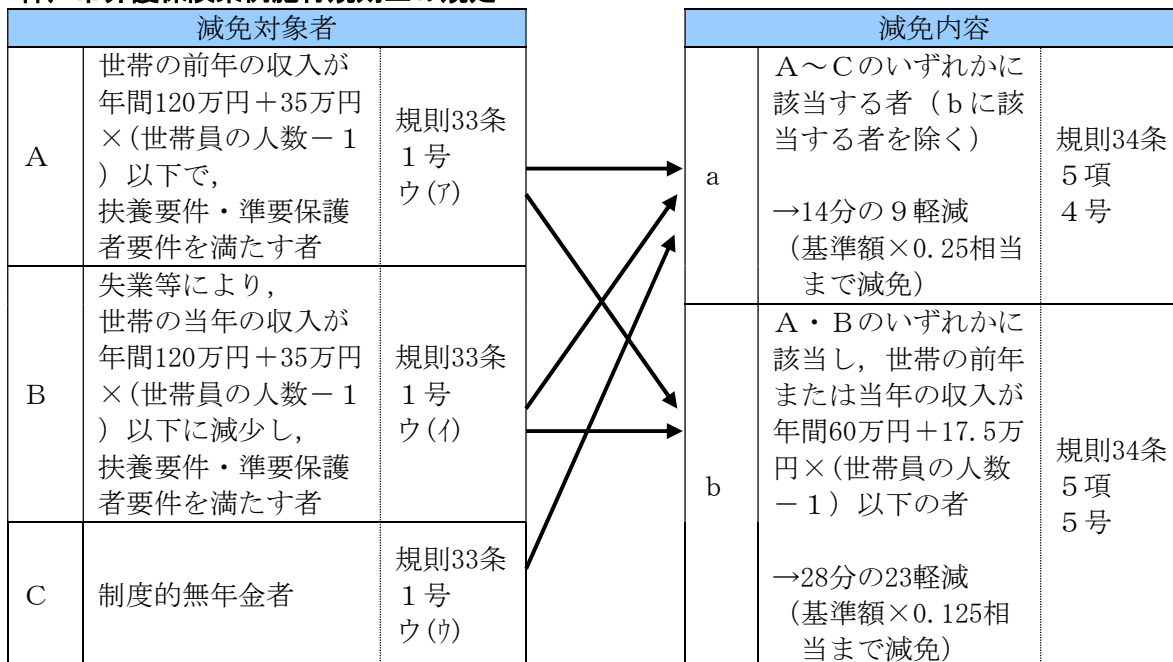 減免対象者
A
世帯の前年の収入が
年間120万円+35万円
×(世帯員の人数-1
)以下で,
扶養要件・準要保護
者要件を満たす者
規則33条
1号
ウ(ア)
B
失業等により,
世帯の当年の収入が
年間120万円+35万円
×(世帯員の人数-1
)以下に減少し,
扶養要件・準要保護
者要件を満たす者
規則33条
1号
ウ(イ)
C
制度的無年金者
規則33条
1号
ウ(ウ)
減免内容
a
A~Cのいずれかに
該当する者(bに該
当する者を除く)
→14分の9軽減
(基準額×0.25相当
まで減免)
規則34条
5項
4号
b
A・Bのいずれかに
該当し,世帯の前年
または当年の収入が
年間60万円+17.5万
円×(世帯員の人数
-1)以下の者
→28分の23軽減
(基準額×0.125相
当まで減免)
規則34条
5項
5号